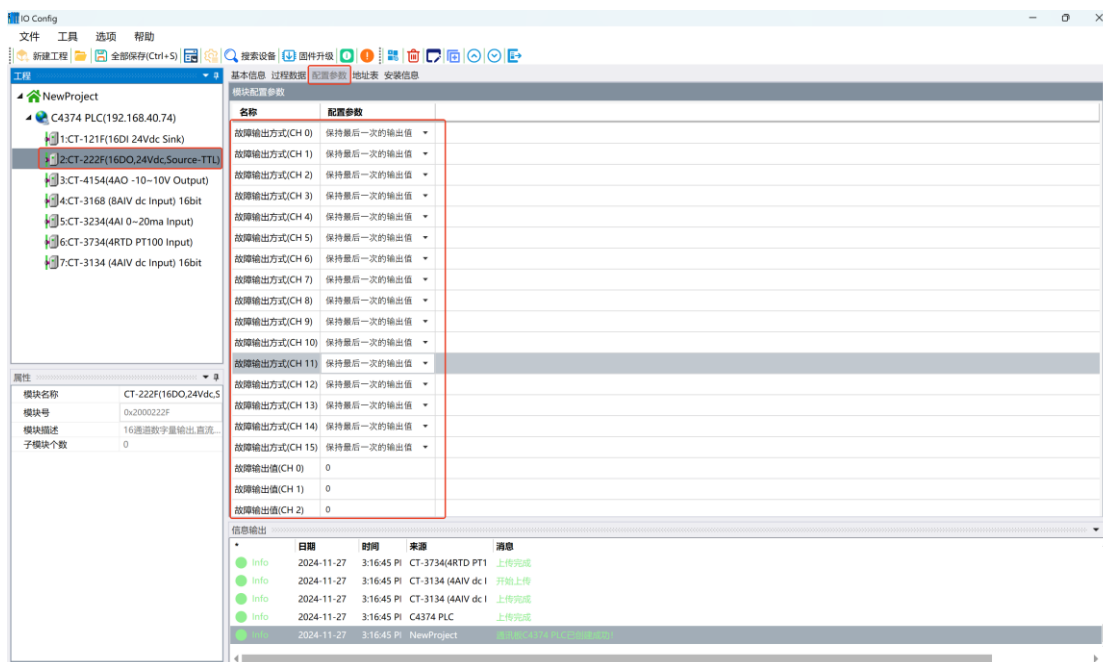 IO Config
文件 工具 选项 帮助
新建工程 全部保存(Ctrl+S) 搜索设备 固件升级
工程
NewProject
C4374 PLC(192.168.40.74)
1:CT-121F(16DI 24Vdc Sink)
2:CT-222F(16DO,24Vdc,Source-TTL)
3:CT-4154(4AO -10~10V Output)
4:CT-3168 (8AIV dc Input) 16bit
5:CT-3234(4AI 0~20ma Input)
6:CT-3734(4RTD PT100 Input)
7:CT-3134 (4AIV dc Input) 16bit
属性
模块名称 CT-222F(16DO,24Vdc,S
模块号 0x2000222F
模块描述 16通道数字量输出,直流...
子模块个数 0
基本信息 过程数据 配置参数 地址表 安装信息
模块配置参数
名称 配置参数
故障输出方式(CH 0) 保持最后一次的输出值
故障输出方式(CH 1) 保持最后一次的输出值
故障输出方式(CH 2) 保持最后一次的输出值
故障输出方式(CH 3) 保持最后一次的输出值
故障输出方式(CH 4) 保持最后一次的输出值
故障输出方式(CH 5) 保持最后一次的输出值
故障输出方式(CH 6) 保持最后一次的输出值
故障输出方式(CH 7) 保持最后一次的输出值
故障输出方式(CH 8) 保持最后一次的输出值
故障输出方式(CH 9) 保持最后一次的输出值
故障输出方式(CH 10) 保持最后一次的输出值
故障输出方式(CH 11) 保持最后一次的输出值
故障输出方式(CH 12) 保持最后一次的输出值
故障输出方式(CH 13) 保持最后一次的输出值
故障输出方式(CH 14) 保持最后一次的输出值
故障输出方式(CH 15) 保持最后一次的输出值
故障输出值(CH 0) 0
故障输出值(CH 1) 0
故障输出值(CH 2) 0
信息输出
* 日期 时间 来源 消息
Info 2024-11-27 3:16:45 PI CT-3734(4RTD PT1 上传完成
Info 2024-11-27 3:16:45 PI CT-3134 (4AIV dc I 开始上传
Info 2024-11-27 3:16:45 PI CT-3134 (4AIV dc I 上传完成
Info 2024-11-27 3:16:45 PI C4374 PLC 上传完成
Info 2024-11-27 3:16:45 PI NewProject 通讯板C4374 PLC已组建成功!